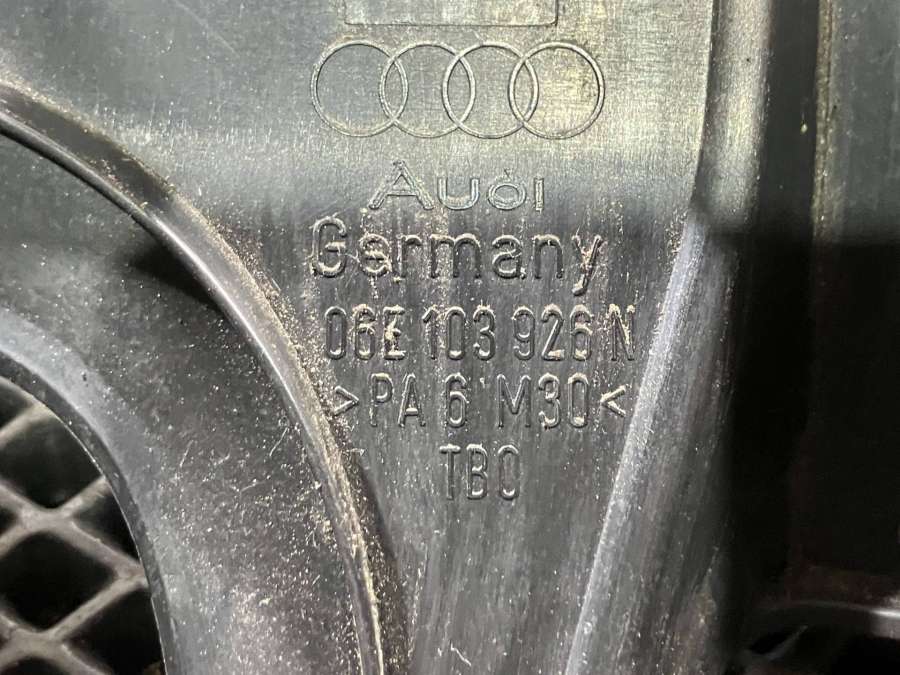 Audi
Germany
06E 103 926 N
>PA 6 M30<
TBO